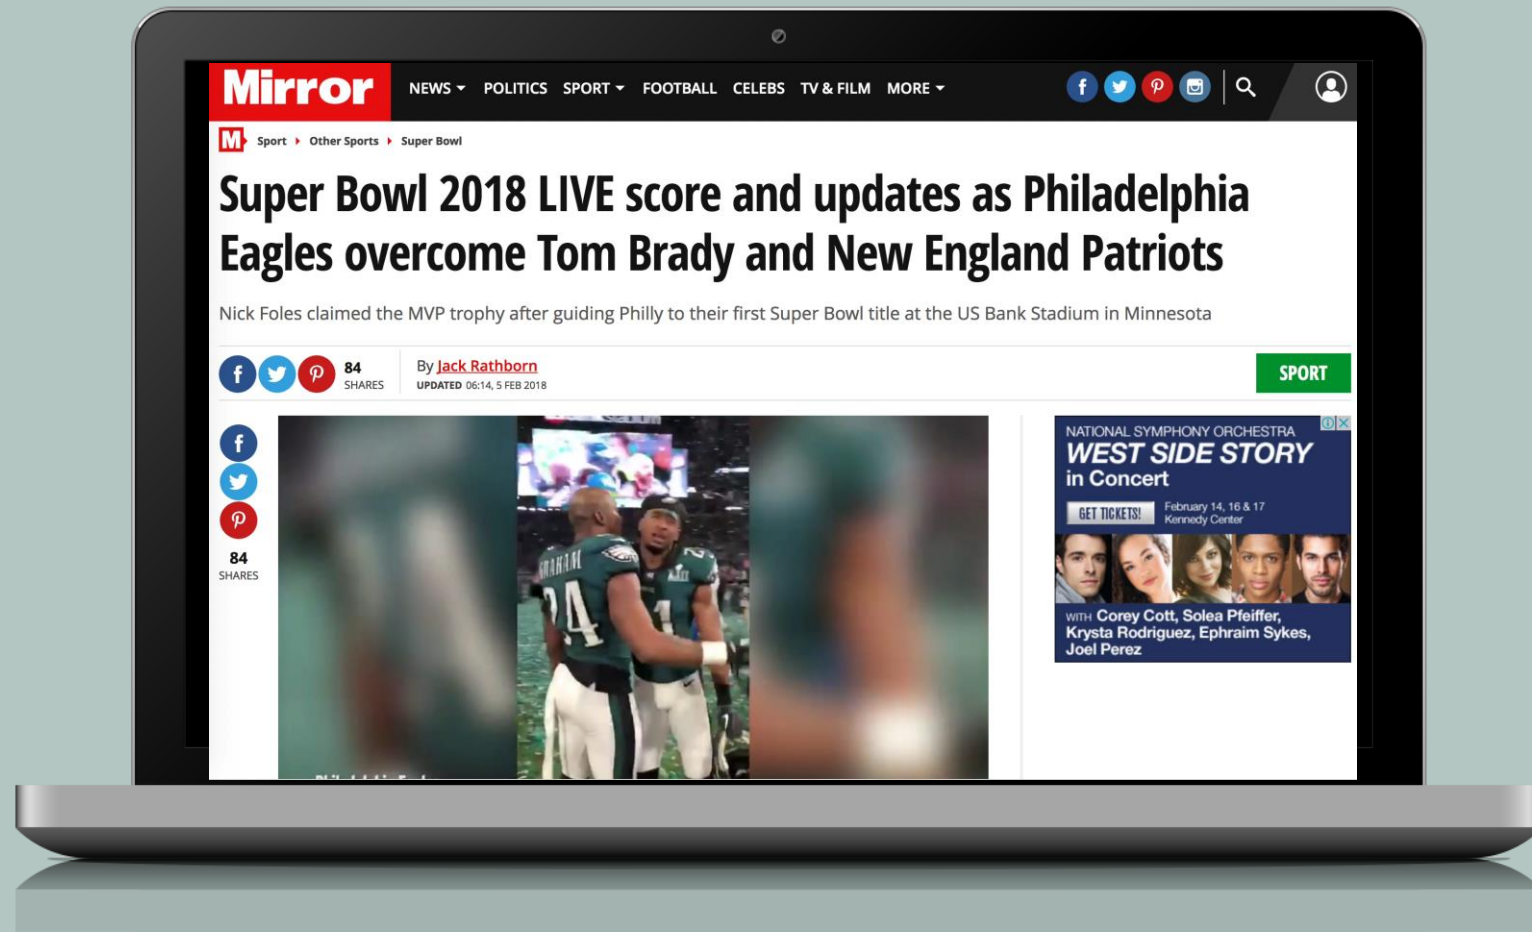 Mirror
NEWS POLITICS SPORT FOOTBALL CELEBS TV & FILM MORE
M Sport Other Sports Super Bowl
Super Bowl 2018 LIVE score and updates as Philadelphia
Eagles overcome Tom Brady and New England Patriots
Nick Foles claimed the MVP trophy after guiding Philly to their first Super Bowl title at the US Bank Stadium in Minnesota
84
SHARES
By Jack Rathborn
UPDATED 06:14, 5 FEB 2018
SPORT
84
SHARES
GRAHAM
24
NATIONAL SYMPHONY ORCHESTRA
WEST SIDE STORY
in Concert
GET TICKETS!
February 14, 16 & 17
Kennedy Center
WITH Corey Cott, Solea Pfeiffer,
Krysta Rodriguez, Ephraim Sykes,
Joel Perez